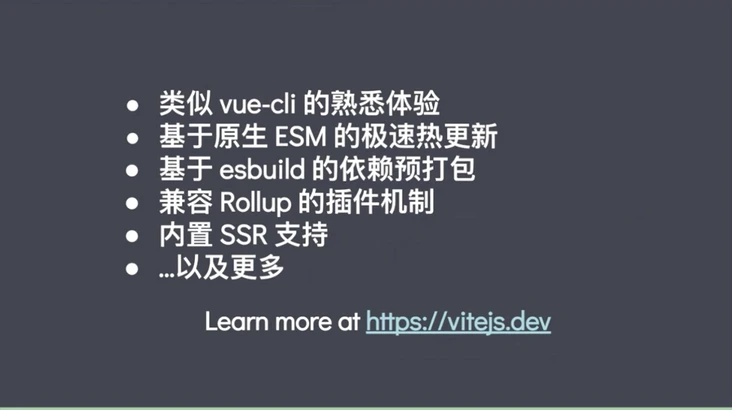 ● 类似 vue-cli 的熟悉体验
● 基于原生 ESM 的极速热更新
● 基于 esbuild 的依赖预打包
● 兼容 Rollup 的插件机制
● 内置 SSR 支持
● ...以及更多
Learn more at https://vitejs.dev